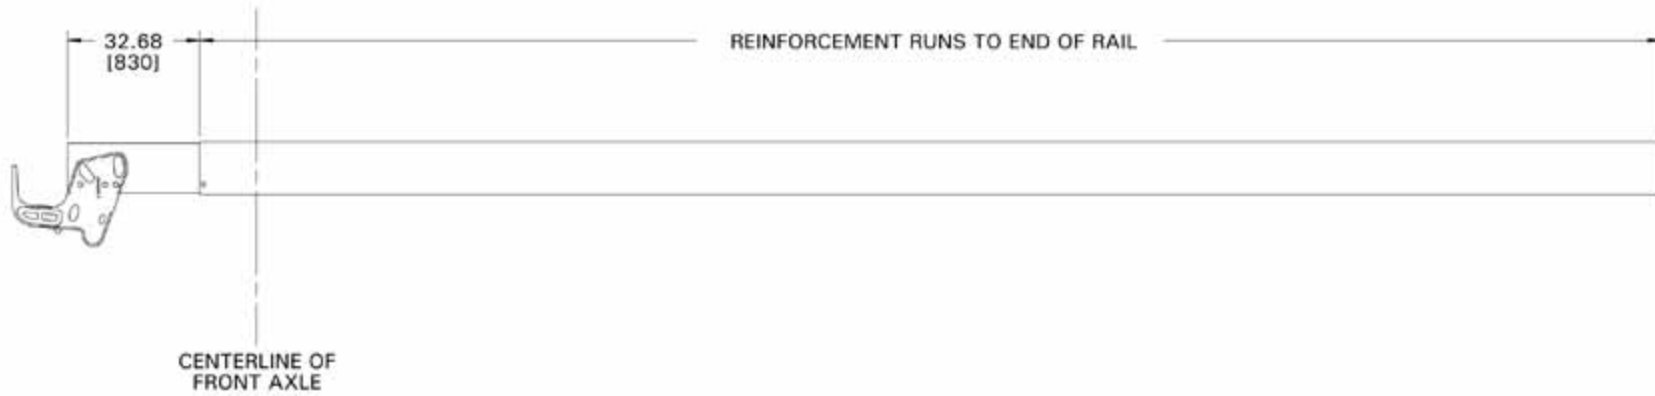 32.68
[830]
REINFORCEMENT RUNS TO END OF RAIL
CENTERLINE OF
FRONT AXLE